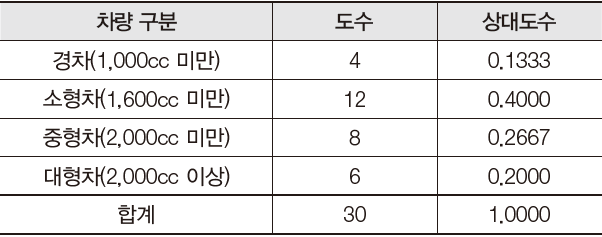 차량 구분 도수 상대도수
경차(1,000cc 미만) 4 0.1333
소형차(1,600cc 미만) 12 0.4000
중형차(2,000cc 미만) 8 0.2667
대형차(2,000cc 이상) 6 0.2000
합계 30 1.0000